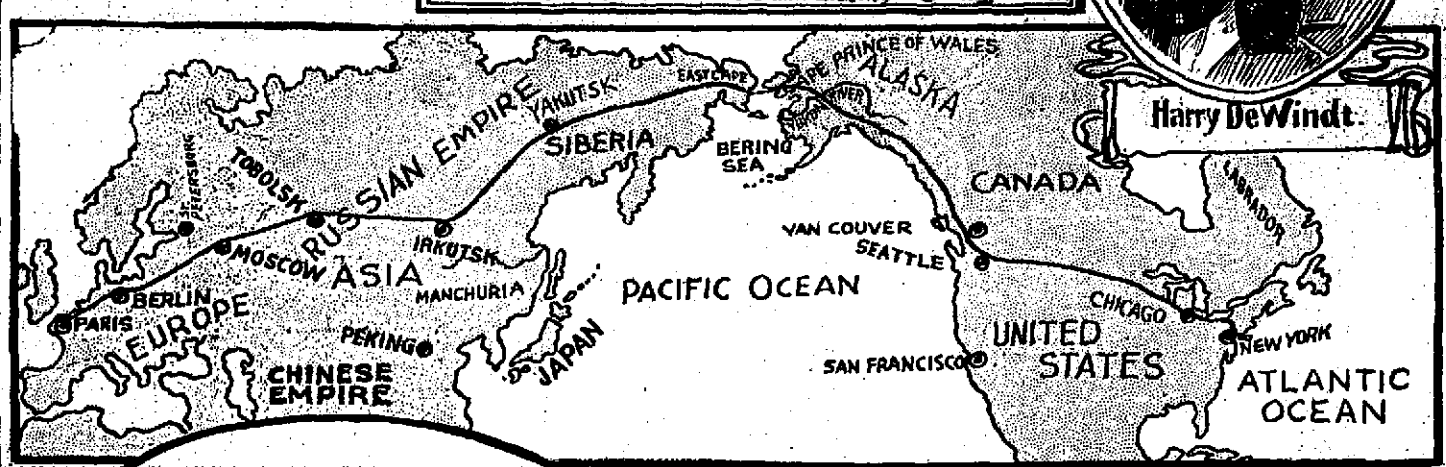 CAPE PRINCE OF WALES
ALASKA
EAST CAPE
RIVER
Harry DeWindt.
YAKUTSK
RUSSIAN EMPIRE
SIBERIA
BERING
SEA
TOBOLSK
ST.
PETERSBURG
CANADA
LABRADOR
VAN COUVER
SEATTLE
MOSCOW
IRKUTSK
ASIA
MANCHURIA
PACIFIC OCEAN
BERLIN
PARIS
EUROPE
CHICAGO
UNITED
STATES
NEW YORK
PEKING
JAPAN
SAN FRANCISCO
CHINESE
EMPIRE
ATLANTIC
OCEAN